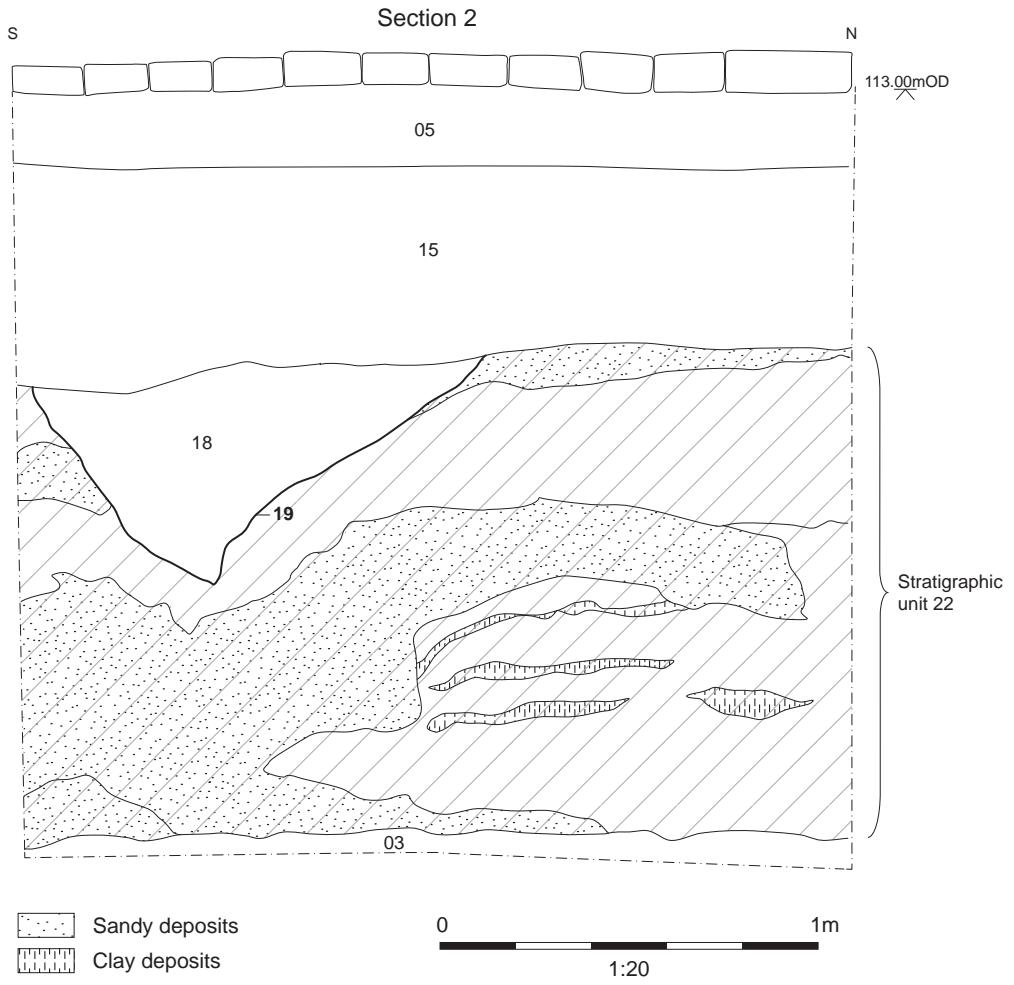 Section 2
S
N
113.00mOD
05
15
18
19
Stratigraphic
unit 22
03
Sandy deposits
Clay deposits
0
1m
1:20